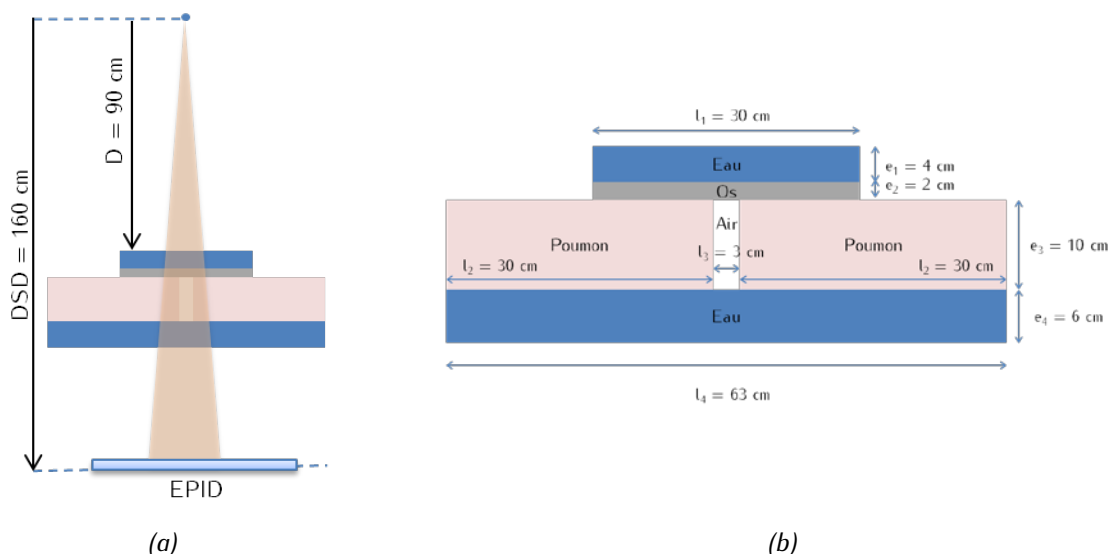 DSD = 160 cm
D = 90 cm
EPID
(a)
l₁ = 30 cm
Eau
e₁ = 4 cm
Os
e₂ = 2 cm
Air
Poumon
l₃ = 3 cm
Poumon
e₃ = 10 cm
l₂ = 30 cm
l₂ = 30 cm
Eau
e₄ = 6 cm
l₄ = 63 cm
(b)